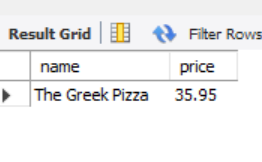 Result Grid Filter Rows
name price
The Greek Pizza 35.95